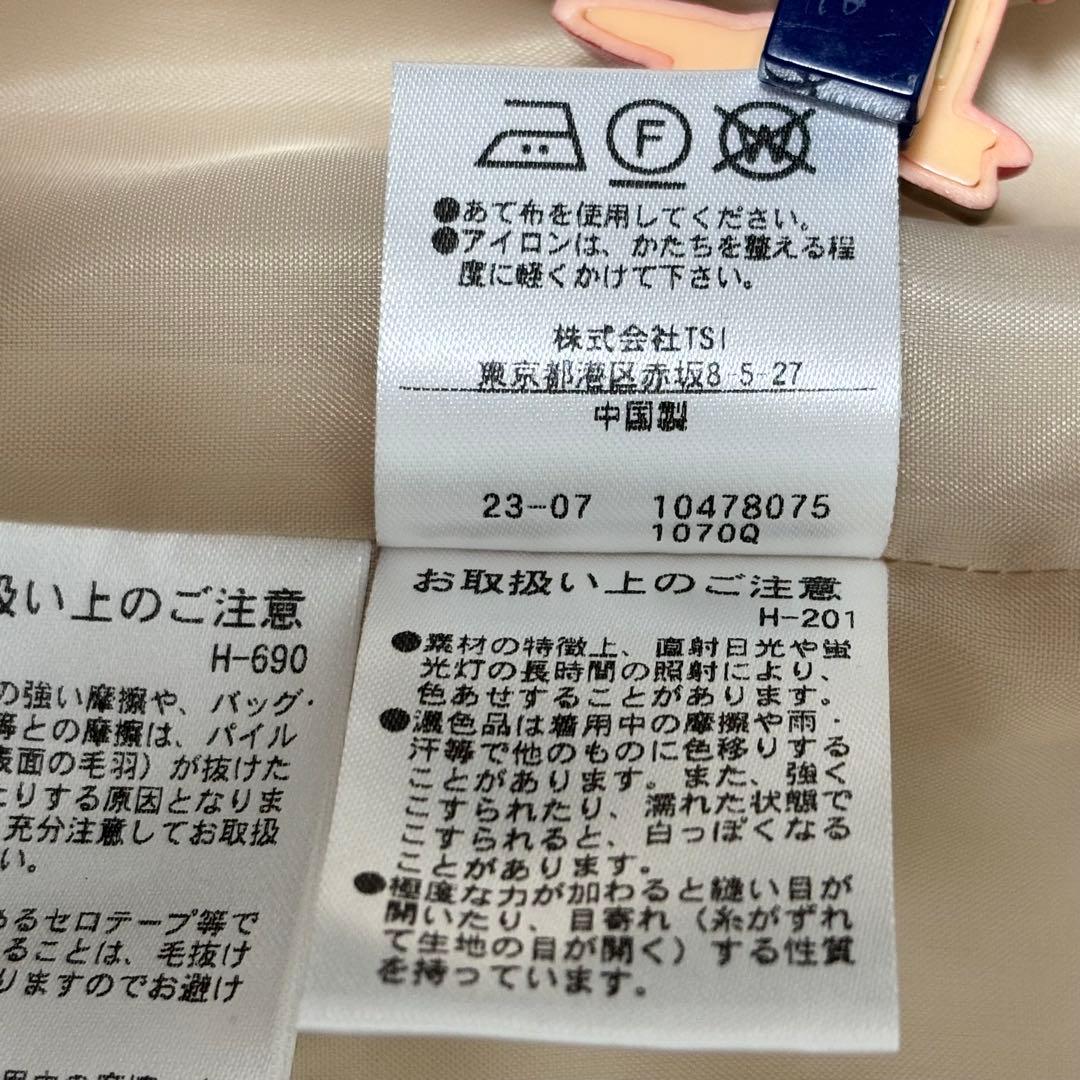 F
W
●あて布を使用してください。
●アイロンは、かたちを整える程
度に軽くかけて下さい。
株式会社TSI
東京都港区赤坂8-5-27
中国製
23-07 10478075
1070Q
お取扱い上のご注意
H-201
●素材の特徴上、直射日光や蛍
光灯の長時間の照射により、
色あせすることがあります。
●濃色品は着用中の摩擦や雨・
汗等で他のものに色移りする
ことがあります。また、強く
こすられたり、濡れた状態で
こすられると、白っぽくなる
ことがあります。
●極度な力が加わると縫い目が
開いたり、目寄れ(糸がずれ
て生地の目が開く)する性質
を持っています。
扱い上のご注意
H-690
の強い摩擦や、バッグ・
等との摩擦は、パイル
表面の毛羽)が抜けた
たりする原因となりま
充分注意してお取扱
い。
るセロテープ等で
ることは、毛抜け
りますのでお避け